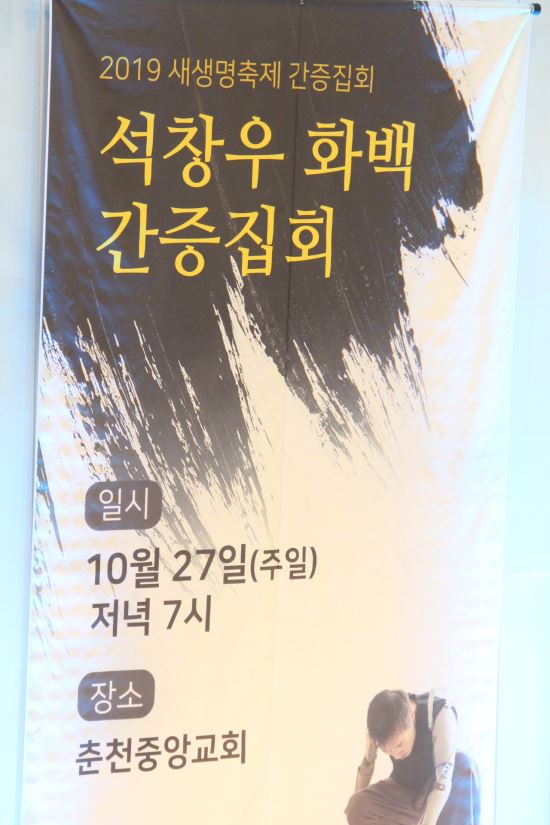 2019 새생명축제 간증집회
석창우 화백
간증집회
일시
10월 27일(주일)
저녁 7시
장소
춘천중앙교회